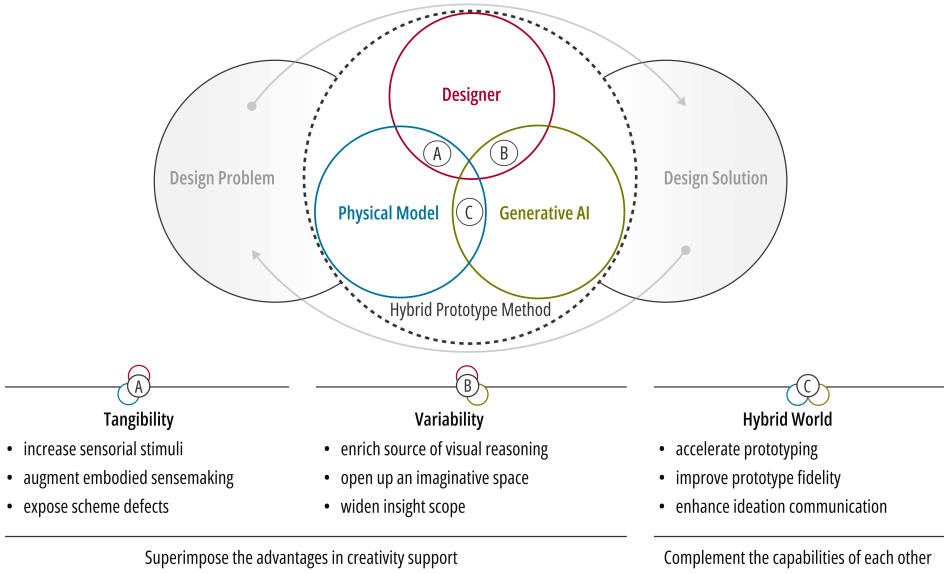 Designer
A
B
Design Problem
Design Solution
Physical Model
C
Generative AI
Hybrid Prototype Method
A
Tangibility
• increase sensorial stimuli
• augment embodied sensemaking
• expose scheme defects
B
Variability
• enrich source of visual reasoning
• open up an imaginative space
• widen insight scope
C
Hybrid World
• accelerate prototyping
• improve prototype fidelity
• enhance ideation communication
Superimpose the advantages in creativity support
Complement the capabilities of each other